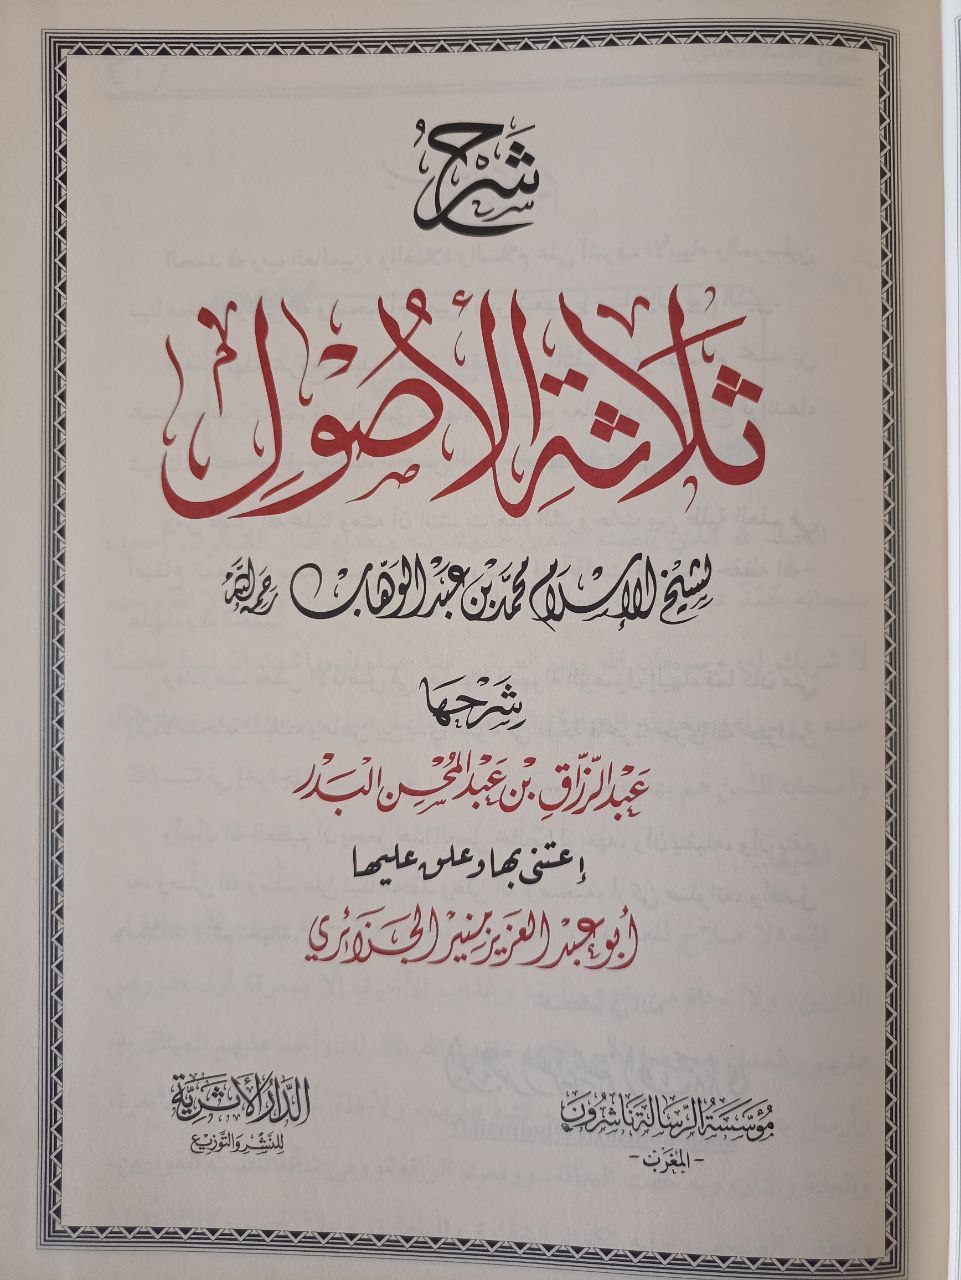 شرح
ثلاثة الأصول
لشيخ الإسلام محمد بن عبد الوهاب رحمه الله
شرحها
عبد الرزاق بن عبد المحسن البدر
اعتنى بها وعلق عليها
أبو عبد العزيز منير الجزائري
مؤسسة الرسالة ناشرون
- المغرب -
الدار الأثرية
للنشر والتوزيع